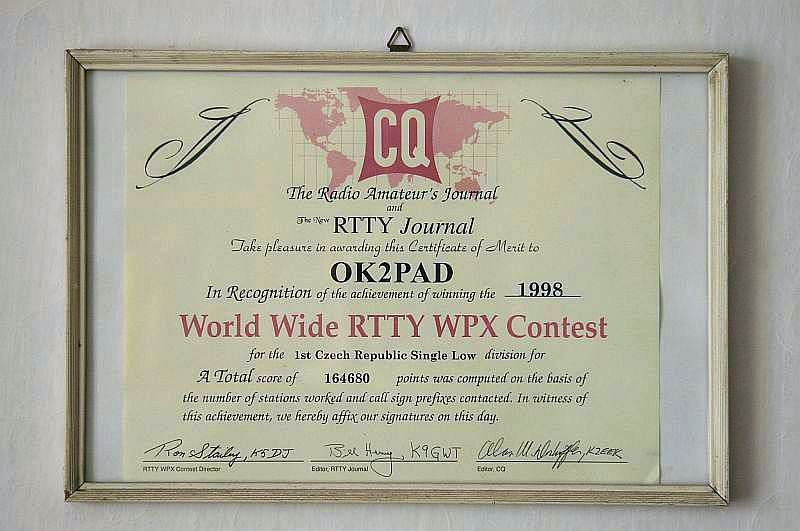 CQ
The Radio Amateur's Journal
and
The New RTTY Journal
Take pleasure in awarding this Certificate of Merit to
OK2PAD
In Recognition of the achievement of winning the 1998
World Wide RTTY WPX Contest
for the 1st Czech Republic Single Low division for
A Total score of 164680 points was computed on the basis of
the number of stations worked and call sign prefixes contacted. In witness of
this achievement, we hereby affix our signatures on this day.
Ron Stailey, K5DJ Bill Henry K9GWT Alan M. K2EEK
RTTY WPX Contest Director Editor, RTTY Journal Editor, CQ